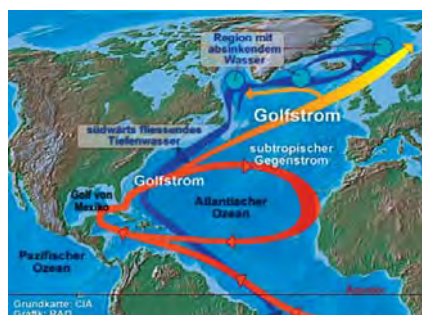 Region mit
absinkendem
Wasser
Golfstrom
südwärts fliessendes
Tiefenwasser
subtropischer
Gegenstrom
Golfstrom
Golf von
Mexiko
Atlantischer
Ozean
Pazifischer
Ozean
Äquator
Grundkarte: CIA
Grafik: RAO